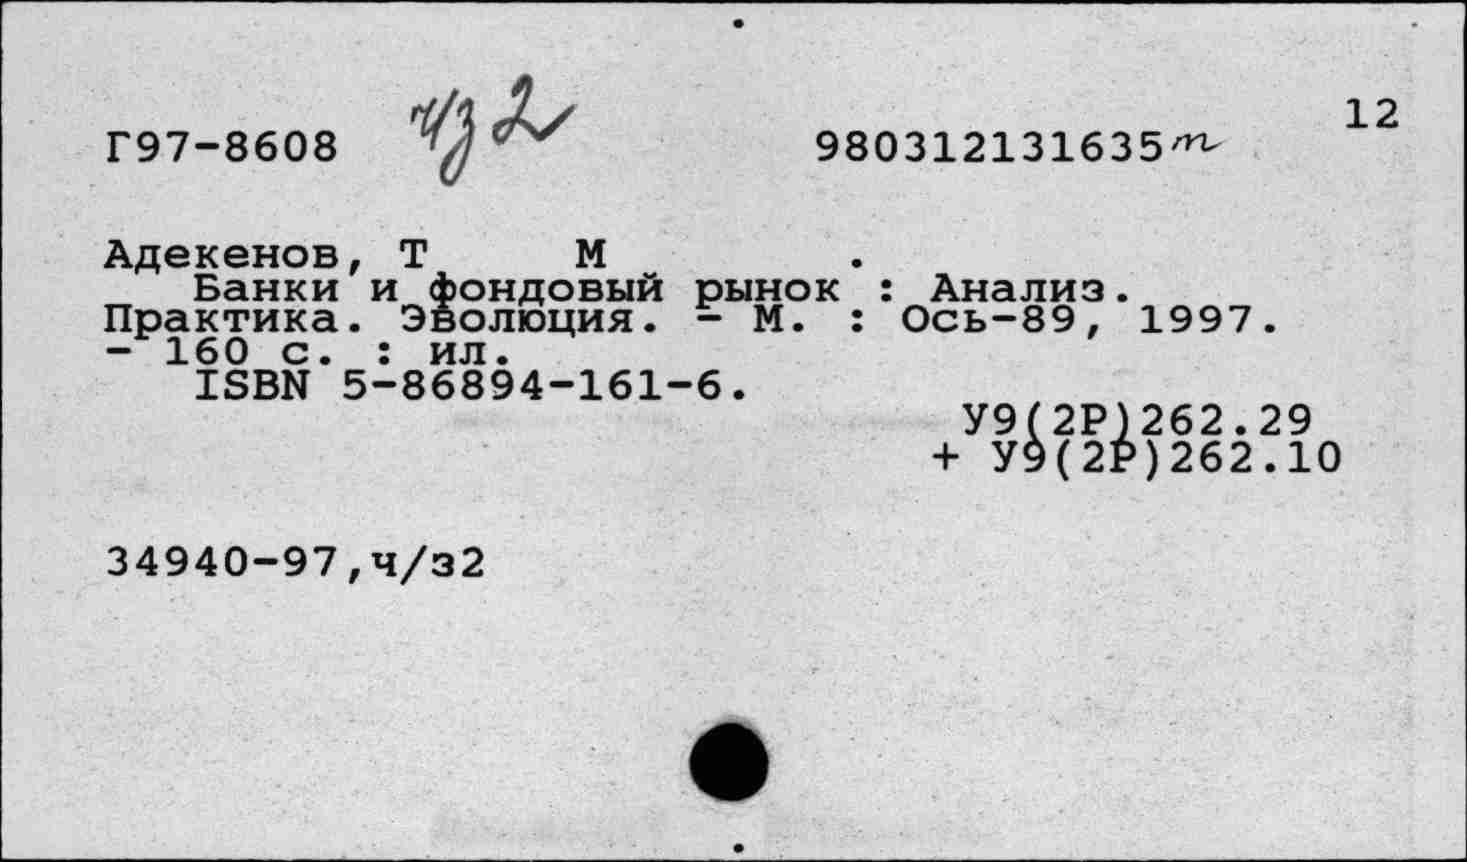 12
Г97-8608 чз2 980312131635т
Адекенов, Т М .
Банки и фондовый рынок : Анализ.
Практика. Эволюция. - М. : Ось-89, 1997.
- 160 с. : ил.
ISBN 5-86894-161-6.
У9(2Р)262.29
+ У9(2Р)262.10
34940-97,ч/з2